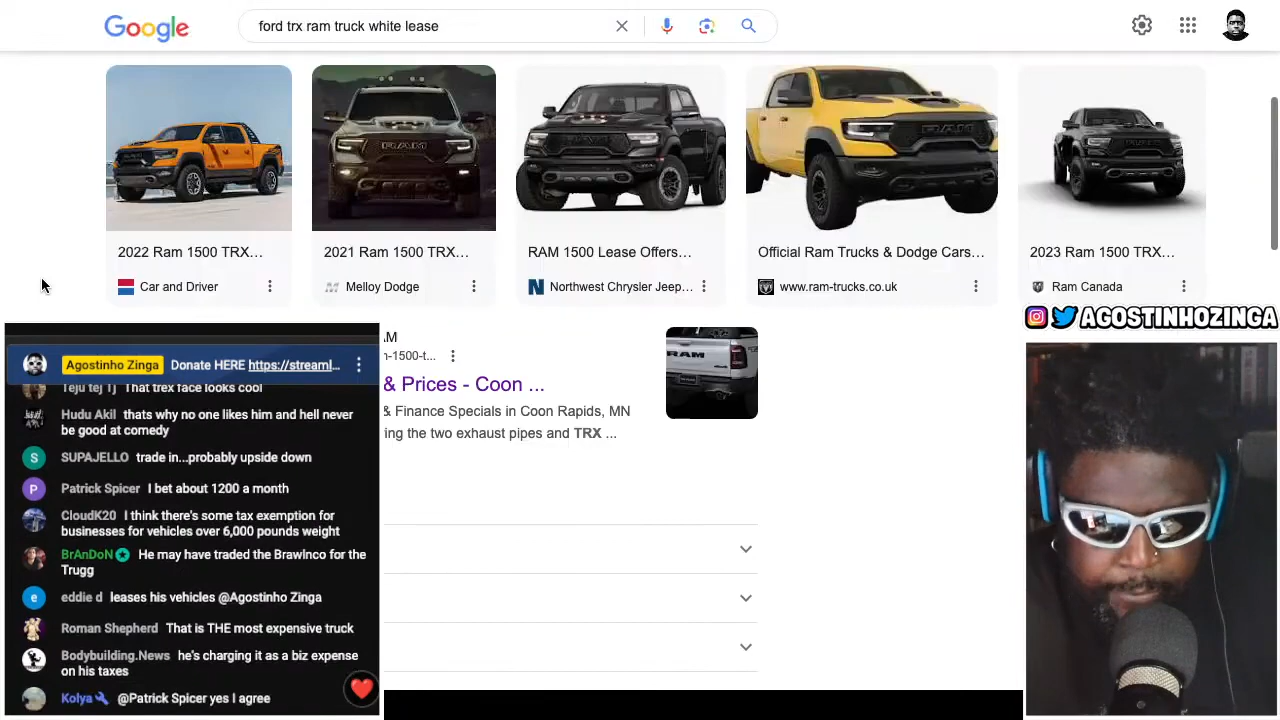 Google
ford trx ram truck white lease
RAM
RAM
2022 Ram 1500 TRX...
2021 Ram 1500 TRX...
RAM 1500 Lease Offers...
Official Ram Trucks & Dodge Cars...
2023 Ram 1500 TRX...
Car and Driver
Melloy Dodge
Northwest Chrysler Jeep...
www.ram-trucks.co.uk
Ram Canada
AGOSTINHOZINGA
AM
n-1500-t...
& Prices - Coon ...
& Finance Specials in Coon Rapids, MN
ing the two exhaust pipes and TRX ...
RAM
Agostinho Zinga Donate HERE https://streaml...
Teju tej Tj That trex face looks cool
Hudu Akil thats why no one likes him and hell never
be good at comedy
S SUPAJELLO trade in...probably upside down
P Patrick Spicer I bet about 1200 a month
CloudK20 I think there's some tax exemption for
businesses for vehicles over 6,000 pounds weight
BrAnDoN He may have traded the BrawInco for the
Trugg
e eddie d leases his vehicles @Agostinho Zinga
Roman Shepherd That is THE most expensive truck
Bodybuilding.News he's charging it as a biz expense
on his taxes
Kolya @Patrick Spicer yes I agree